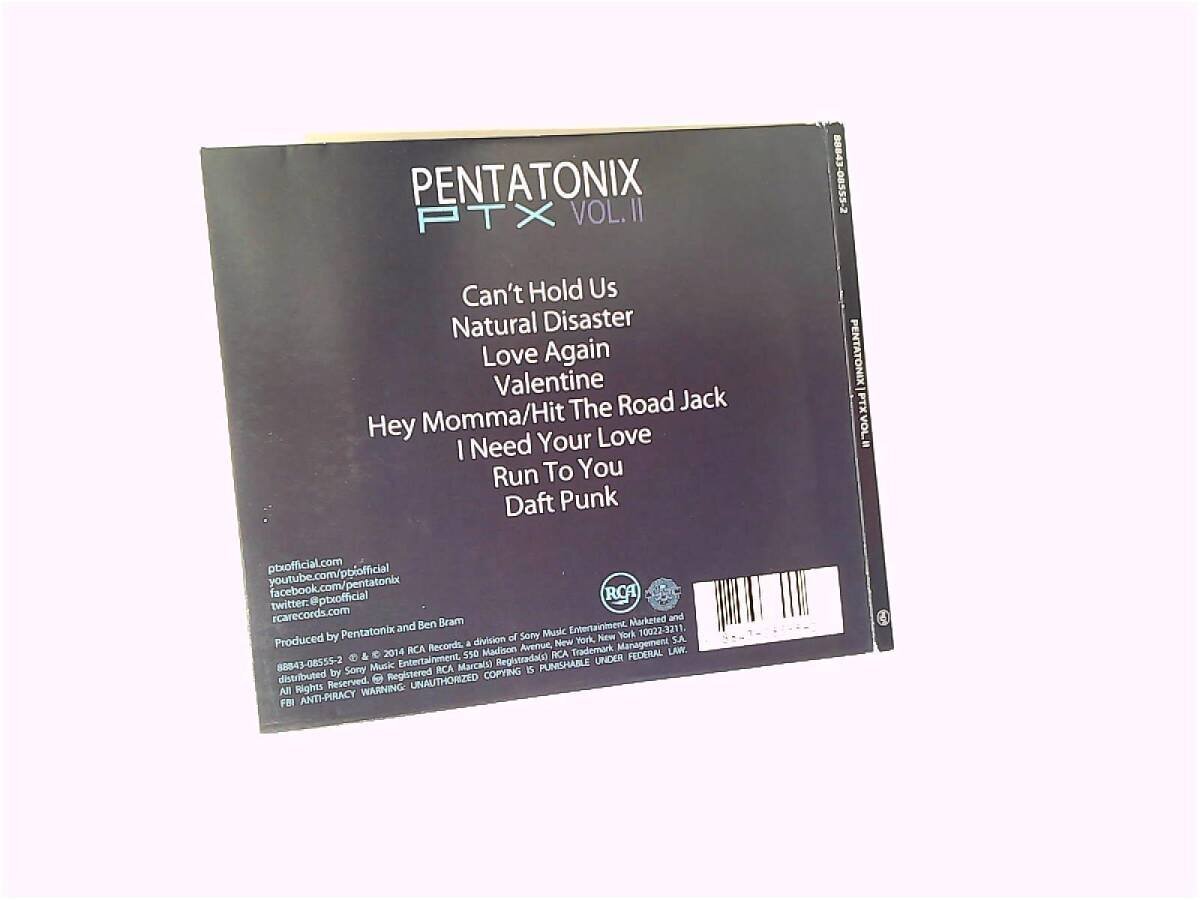 PENTATONIX
PTX VOL. II
Can't Hold Us
Natural Disaster
Love Again
Valentine
Hey Momma/Hit The Road Jack
I Need Your Love
Run To You
Daft Punk
ptxofficial.com
youtube.com/ptxofficial
facebook.com/pentatonix
twitter: @ptxofficial
rcarecords.com
Produced by Pentatonix and Ben Bram
88843-08555-2 ℗ & © 2014 RCA Records, a division of Sony Music Entertainment. Marketed and
distributed by Sony Music Entertainment, 550 Madison Avenue, New York, New York 10022-3211.
All Rights Reserved. Registered RCA Marca(s) Registrada(s) RCA Trademark Management S.A.
FBI ANTI-PIRACY WARNING: UNAUTHORIZED COPYING IS PUNISHABLE UNDER FEDERAL LAW.
RCA
88843-08555-2
PENTATONIX | PTX VOL. II